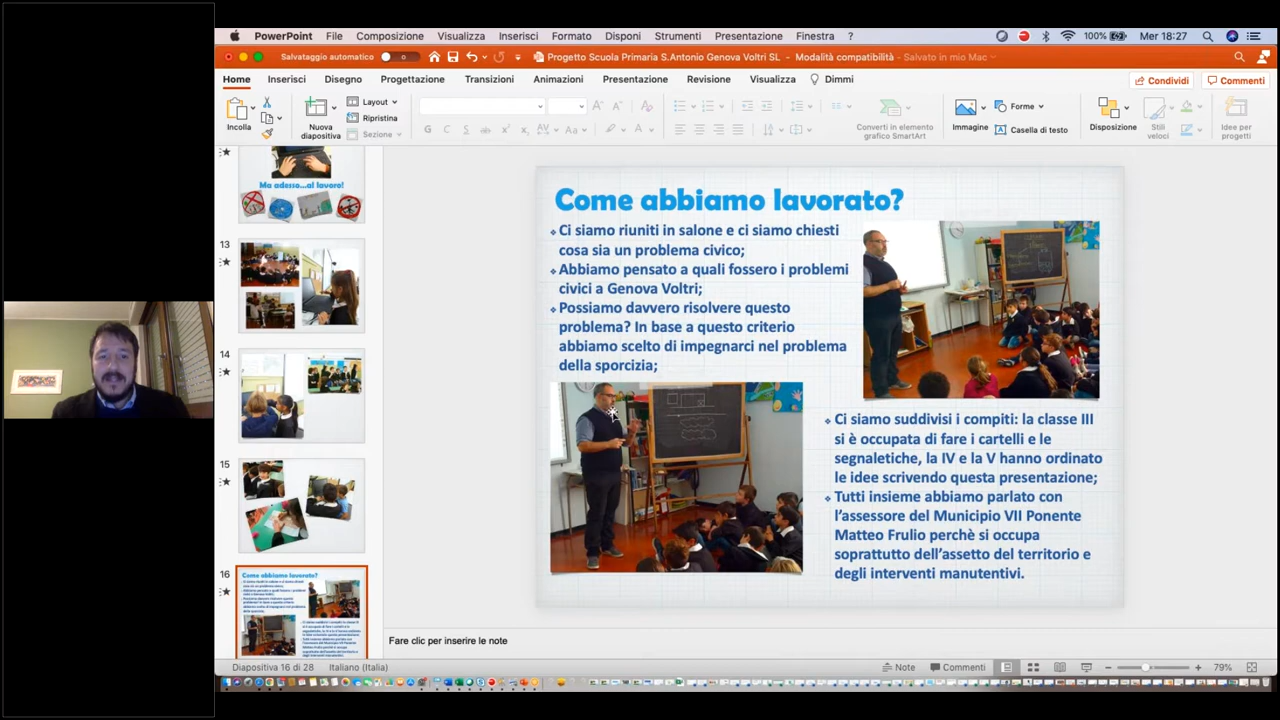 PowerPoint File Composizione Visualizza Inserisci Formato Disponi Strumenti Presentazione Finestra ? 100% Mer 18:27
Salvataggio automatico Progetto Scuola Primaria S.Antonio Genova Voltri SL - Modalità compatibilità - Salvato in mio Mac
Home Inserisci Disegno Progettazione Transizioni Animazioni Presentazione Revisione Visualizza Dimmi Condividi Commenti
Incolla
Nuova diapositiva
Layout
Ripristina
Sezione
G C S
Converti in elemento grafico SmartArt
Immagine
Forme
Casella di testo
Disposizione
Stili veloci
Idee per progetti
Ma adesso...al lavoro!
13
14
15
16
Come abbiamo lavorato?
Come abbiamo lavorato?
Ci siamo riuniti in salone e ci siamo chiesti
cosa sia un problema civico;
Abbiamo pensato a quali fossero i problemi
civici a Genova Voltri;
Possiamo davvero risolvere questo
problema? In base a questo criterio
abbiamo scelto di impegnarci nel problema
della sporcizia;
Ci siamo suddivisi i compiti: la classe III
si è occupata di fare i cartelli e le
segnaletiche, la IV e la V hanno ordinato
le idee scrivendo questa presentazione;
Tutti insieme abbiamo parlato con
l'assessore del Municipio VII Ponente
Matteo Frulio perchè si occupa
soprattutto dell'assetto del territorio e
degli interventi manutentivi.
Fare clic per inserire le note
Diapositiva 16 di 28 Italiano (Italia) Note Commenti 79%